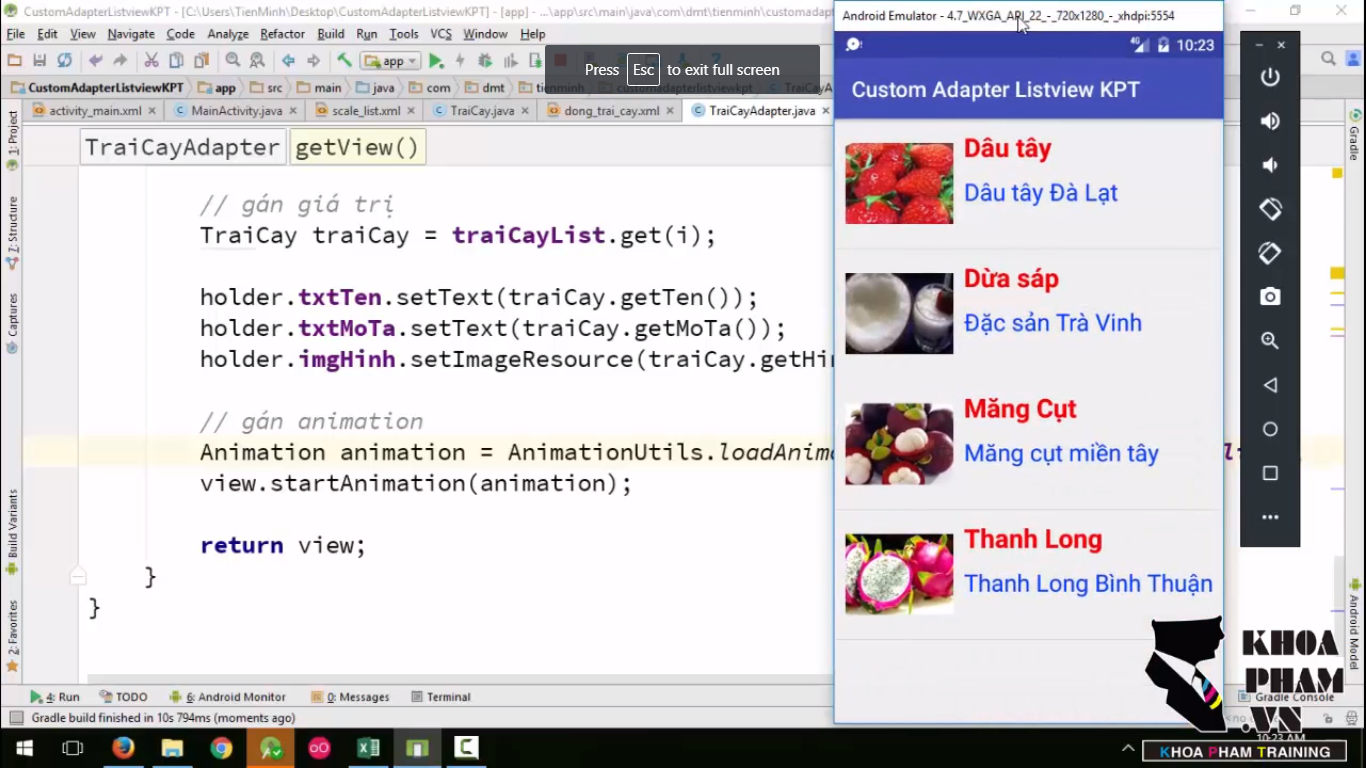 CustomAdapterListviewKPT - [C:\Users\TienMinh\Desktop\CustomAdapterListviewKPT] - [app] - ...\app\src\main\java\com\dmt\tienminh\customada
File Edit View Navigate Code Analyze Refactor Build Run Tools VCS Window Help
app
Press Esc to exit full screen
CustomAdapterListviewKPT app src main java com dmt tienminh customadapterlistviewkpt
activity_main.xml MainActivity.java scale_list.xml TraiCay.java dong_trai_cay.xml TraiCayAdapter.java
TraiCayAdapter getView()
// gán giá trị
TraiCay traiCay = traiCayList.get(i);
holder.txtTen.setText(traiCay.getTen());
holder.txtMoTa.setText(traiCay.getMoTa());
holder.imgHinh.setImageResource(traiCay.getHin
// gán animation
Animation animation = AnimationUtils.loadAnim
view.startAnimation(animation);
return view;
}
}
1: Project
7: Structure
Captures
Build Variants
2: Favorites
4: Run TODO 6: Android Monitor 0: Messages Terminal
Gradle build finished in 10s 794ms (moments ago)
Android Emulator - 4.7_WXGA_API_22_-_720x1280_-_xhdpi:5554
4G 10:23
Custom Adapter Listview KPT
Dâu tây
Dâu tây Đà Lạt
Dừa sáp
Đặc sản Trà Vinh
Măng Cụt
Măng cụt miền tây
Thanh Long
Thanh Long Bình Thuận
Gradle
Android Model
Gradle Console
KHOA
PHAM
.VN
10:23 AM
KHOA PHAM TRAINING